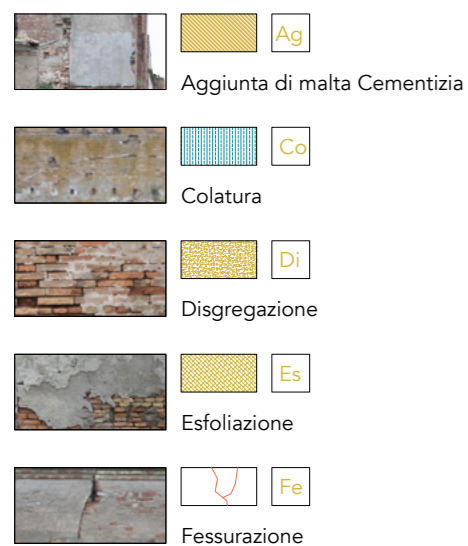 Ag
Aggiunta di malta Cementizia
Co
Colatura
Di
Disgregazione
Es
Esfoliazione
Fe
Fessurazione